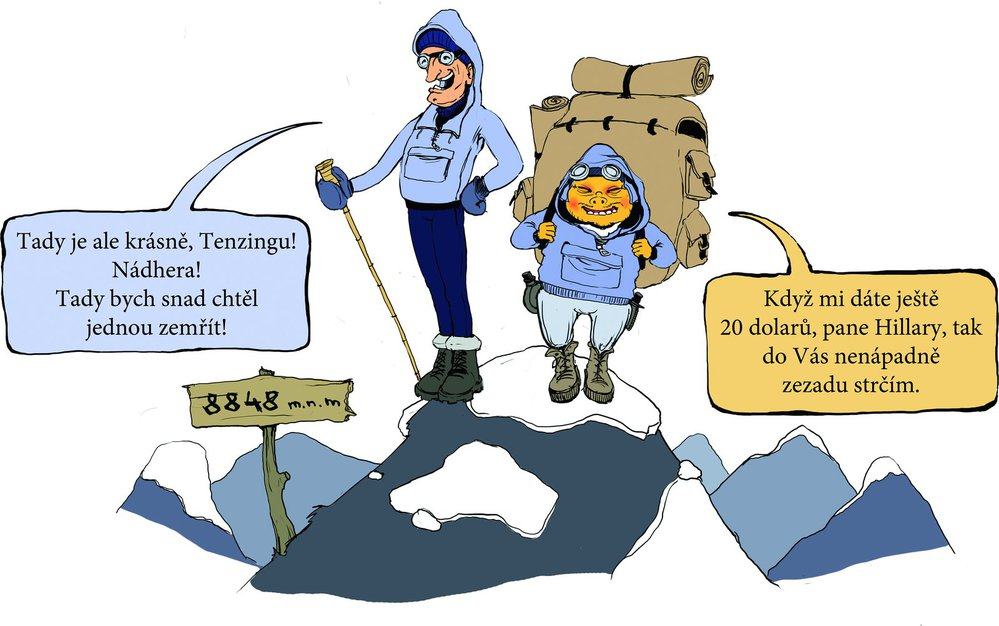 Tady je ale krásně, Tenzingu!
Nádhera!
Tady bych snad chtěl
jednou zemřít!
Když mi dáte ještě
20 dolarů, pane Hillary, tak
do Vás nenápadně
zezadu strčím.
8848 m.n.m